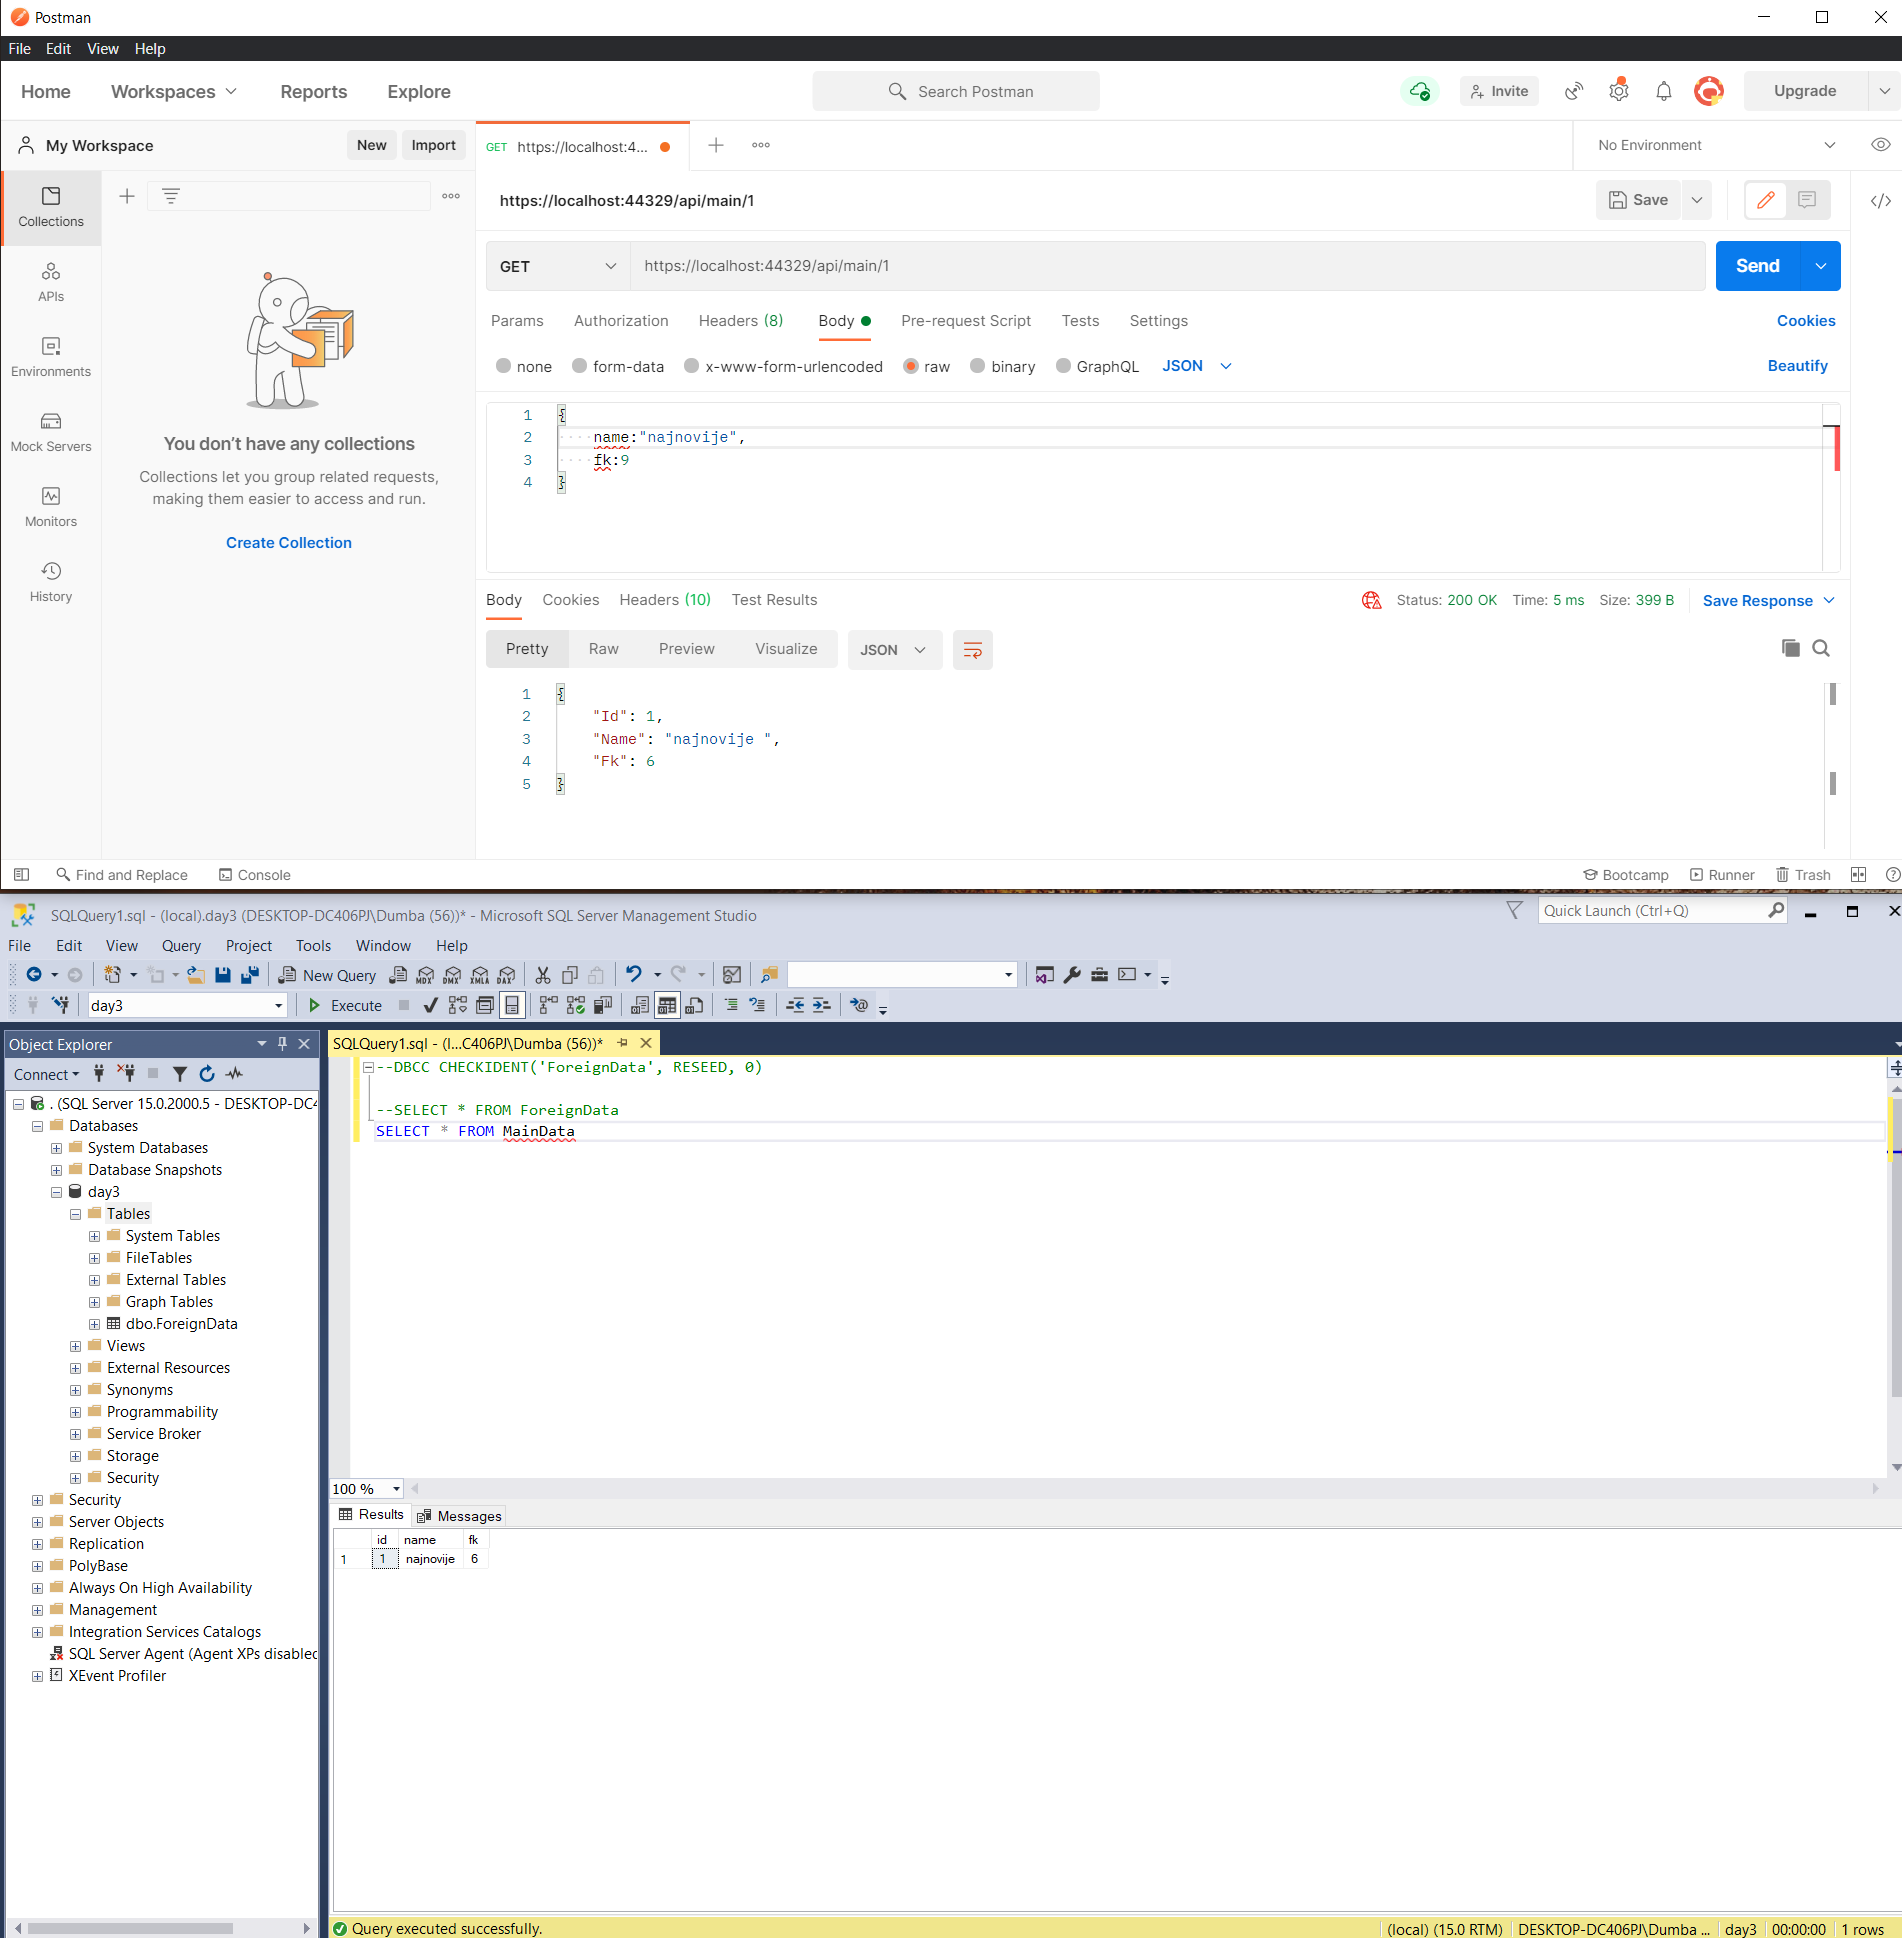 Postman
File Edit View Help
Home Workspaces Reports Explore Search Postman Invite Upgrade
My Workspace New Import GET https://localhost:4... No Environment
https://localhost:44329/api/main/1 Save
Collections
APIs
Environments
Mock Servers
Monitors
History
You don’t have any collections
Collections let you group related requests,
making them easier to access and run.
Create Collection
GET https://localhost:44329/api/main/1 Send
Params Authorization Headers (8) Body Pre-request Script Tests Settings Cookies
none form-data x-www-form-urlencoded raw binary GraphQL JSON Beautify
1 {
2 name:"najnovije",
3 fk:9
4 }
Body Cookies Headers (10) Test Results Status: 200 OK Time: 5 ms Size: 399 B Save Response
Pretty Raw Preview Visualize JSON
1 {
2 "Id": 1,
3 "Name": "najnovije ",
4 "Fk": 6
5 }
Find and Replace Console Bootcamp Runner Trash
SQLQuery1.sql - (local).day3 (DESKTOP-DC406PJ\Dumba (56))* - Microsoft SQL Server Management Studio Quick Launch (Ctrl+Q)
File Edit View Query Project Tools Window Help
New Query MDX DMX XMLA DAX
day3 Execute
Object Explorer
Connect
. (SQL Server 15.0.2000.5 - DESKTOP-DC4
Databases
System Databases
Database Snapshots
day3
Tables
System Tables
FileTables
External Tables
Graph Tables
dbo.ForeignData
Views
External Resources
Synonyms
Programmability
Service Broker
Storage
Security
Security
Server Objects
Replication
PolyBase
Always On High Availability
Management
Integration Services Catalogs
SQL Server Agent (Agent XPs disabled
XEvent Profiler
SQLQuery1.sql - (l...C406PJ\Dumba (56))*
--DBCC CHECKIDENT('ForeignData', RESEED, 0)
--SELECT * FROM ForeignData
SELECT * FROM MainData
100 %
Results Messages
id name fk
1 1 najnovije 6
Query executed successfully. (local) (15.0 RTM) DESKTOP-DC406PJ\Dumba ... day3 00:00:00 1 rows